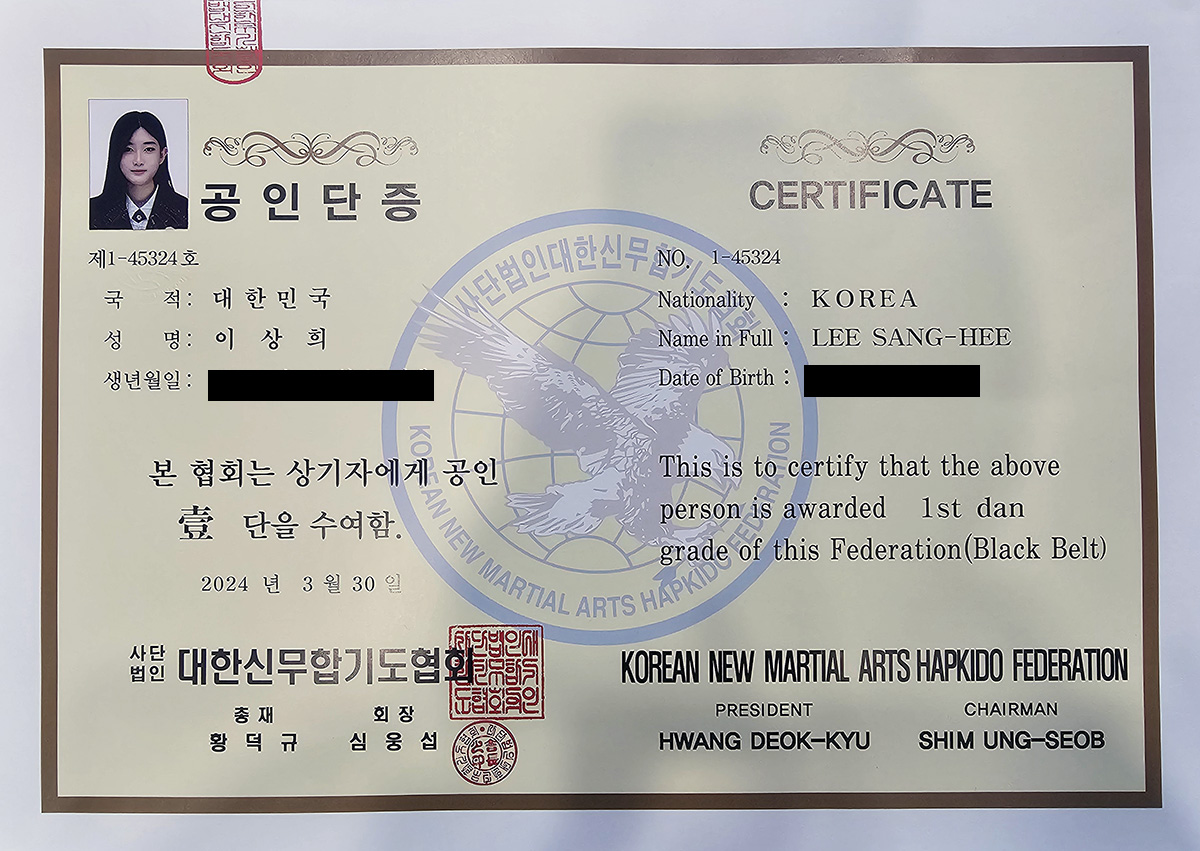 공인단증
제1-45324호
국 적: 대한민국
성 명: 이상희
생년월일:
본 협회는 상기자에게 공인
壹 단을 수여함.
2024 년 3 월 30 일
사단법인 대한신무합기도협회
총재 회장
황덕규 심웅섭
CERTIFICATE
NO. 1-45324
Nationality : KOREA
Name in Full : LEE SANG-HEE
Date of Birth :
This is to certify that the above
person is awarded 1st dan
grade of this Federation(Black Belt)
KOREAN NEW MARTIAL ARTS HAPKIDO FEDERATION
PRESIDENT CHAIRMAN
HWANG DEOK-KYU SHIM UNG-SEOB
사단법인대한신무합기도협회
KOREAN NEW MARTIAL ARTS HAPKIDO FEDERATION